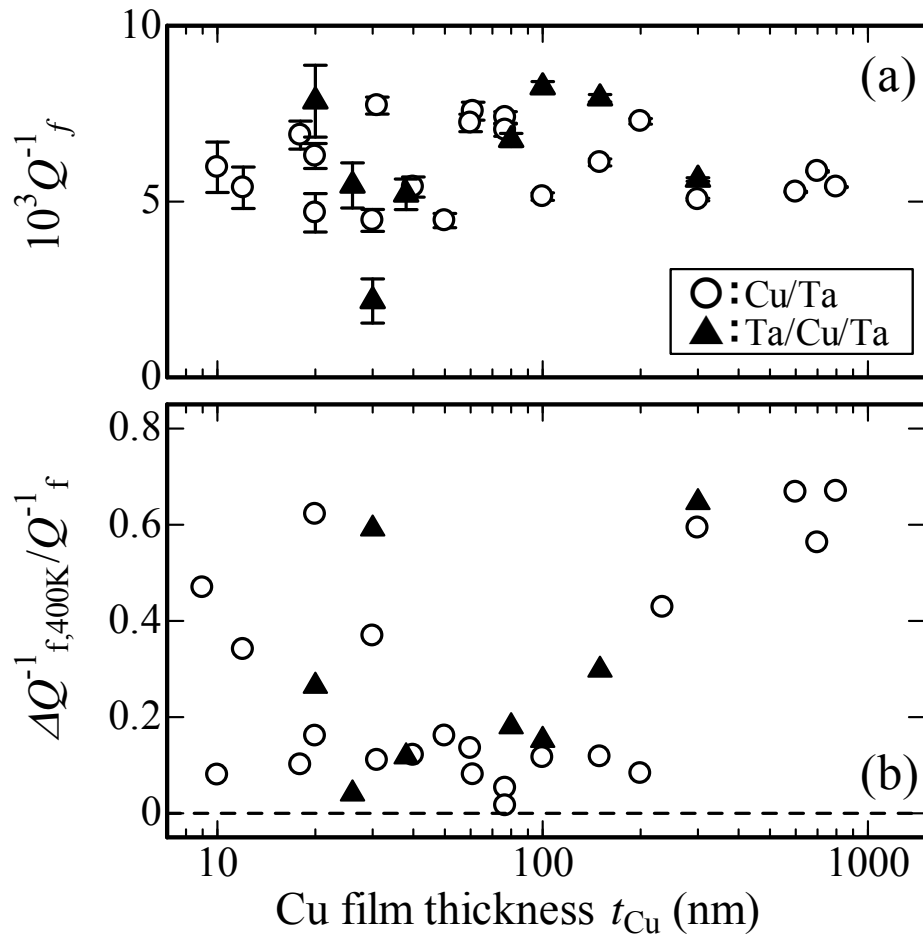 10
(a)
10³Q⁻¹f
5
○:Cu/Ta
▲:Ta/Cu/Ta
0
0.8
ΔQ⁻¹f,400K/Q⁻¹f
0.6
0.4
0.2
(b)
0
10 100 1000
Cu film thickness tCu (nm)